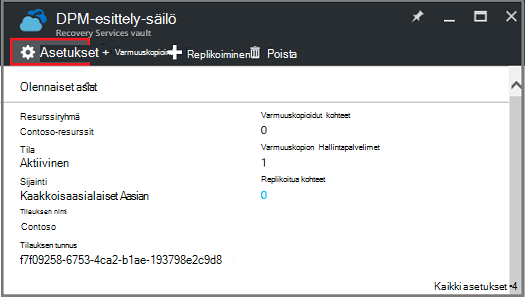 DPM-esittely-säilö
Recovery Services vault
Asetukset + Varmuuskopioin Replikoiminen Poista
Olennaiset asiat
Resurssiryhmä
Contoso-resurssit
Varmuuskopioidut kohteet
0
Tila
Aktiivinen
Varmuuskopion Hallintapalvelimet
1
Sijainti
Kaakkoisaasialaiset Aasian
Replikoitua kohteet
0
Tilauksen nimi
Contoso
Tilauksen tunnus
f7f09258-6753-4ca2-b1ae-193798e2c9d8
Kaikki asetukset